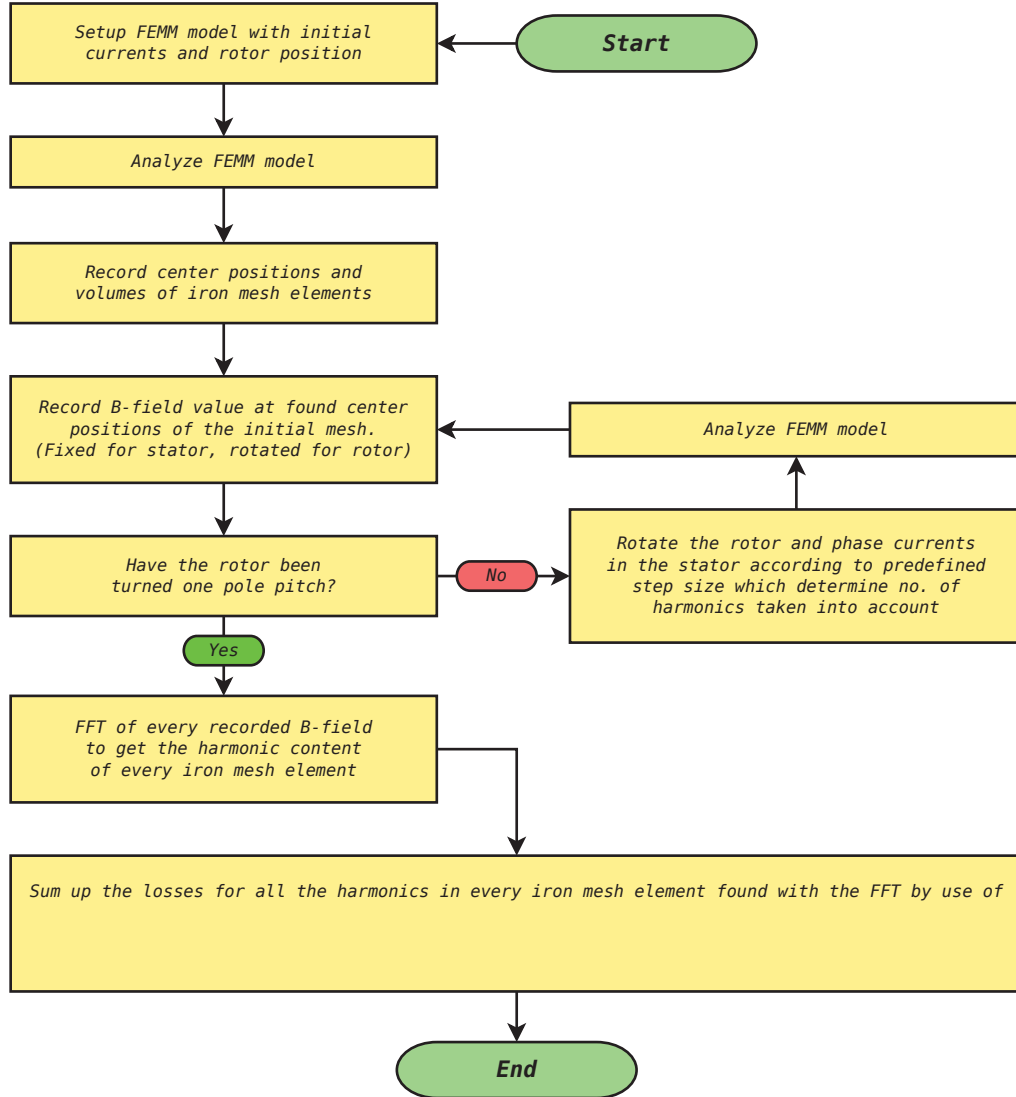 Start
Setup FEMM model with initial
currents and rotor position
Analyze FEMM model
Record center positions and
volumes of iron mesh elements
Record B-field value at found center
positions of the initial mesh.
(Fixed for stator, rotated for rotor)
Analyze FEMM model
Have the rotor been
turned one pole pitch?
No
Rotate the rotor and phase currents
in the stator according to predefined
step size which determine no. of
harmonics taken into account
Yes
FFT of every recorded B-field
to get the harmonic content
of every iron mesh element
Sum up the losses for all the harmonics in every iron mesh element found with the FFT by use of
End